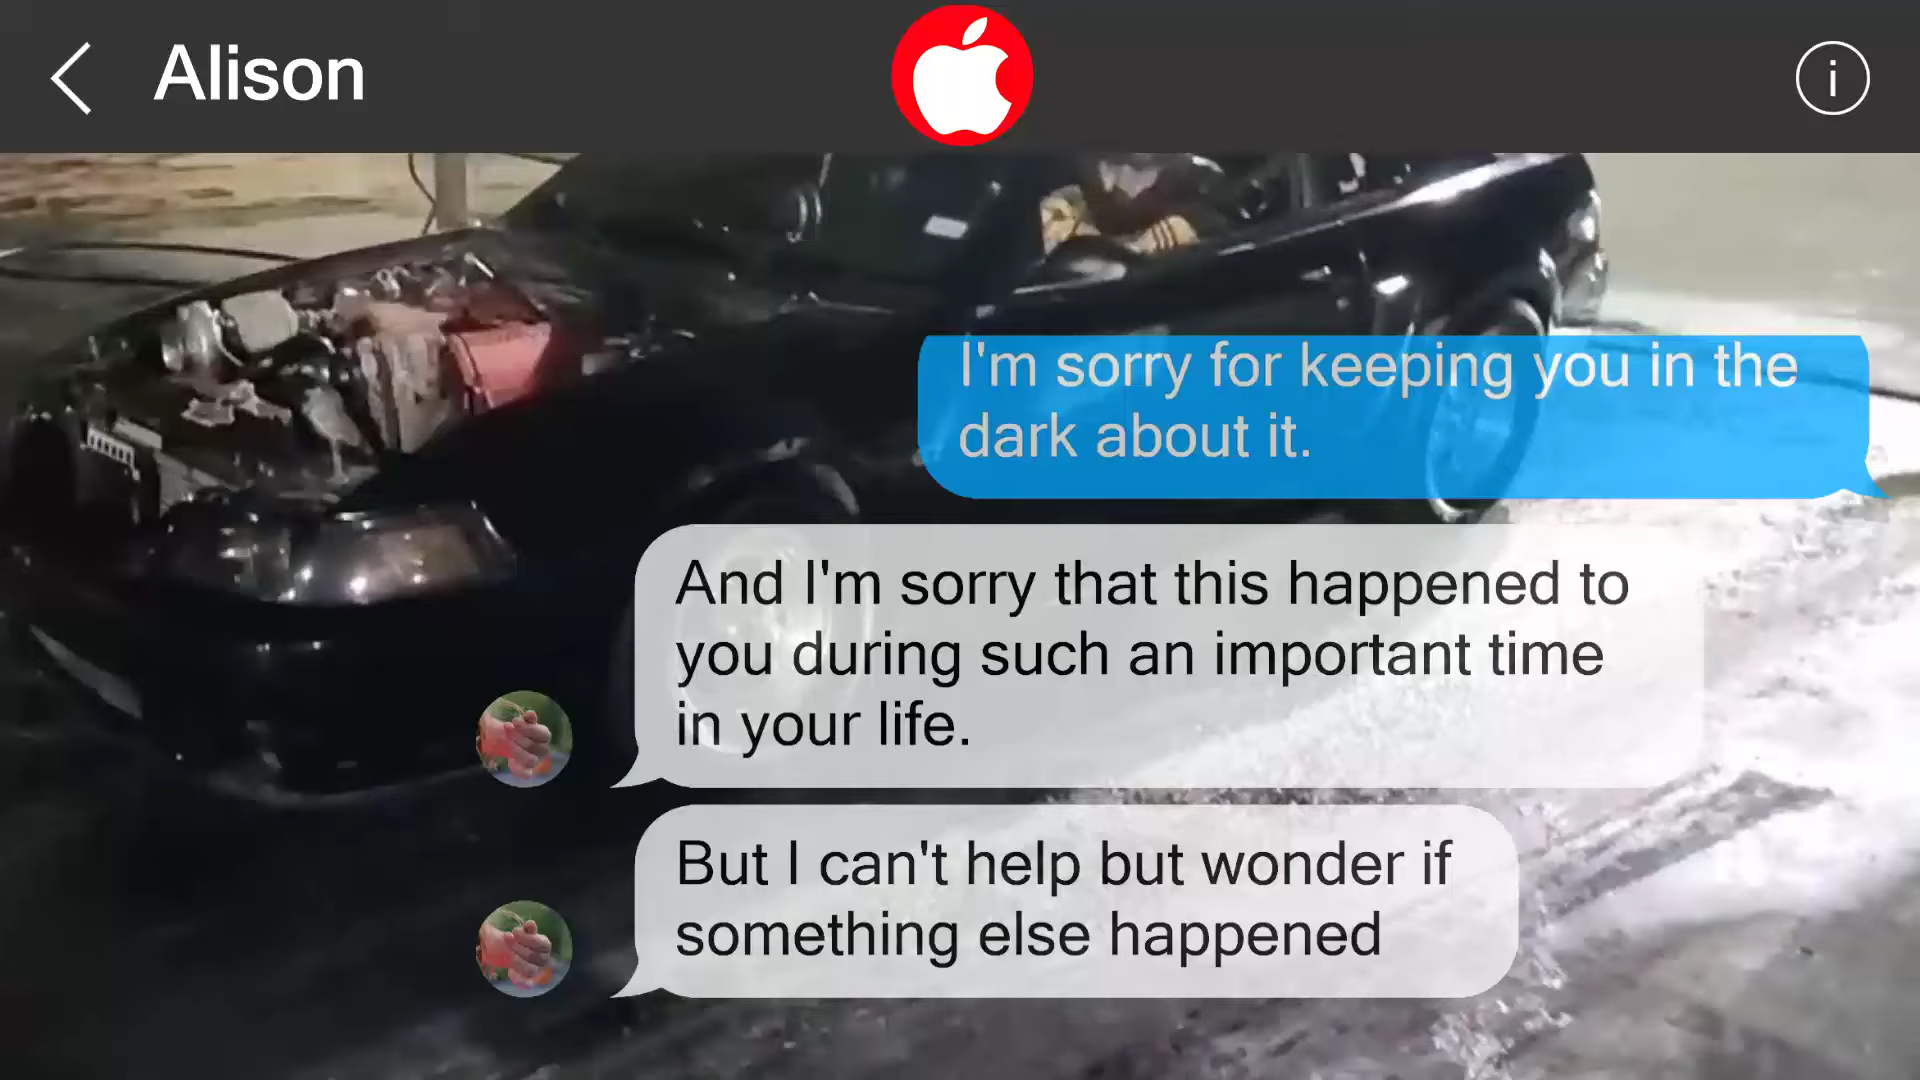 Alison
I'm sorry for keeping you in the
dark about it.
And I'm sorry that this happened to
you during such an important time
in your life.
But I can't help but wonder if
something else happened